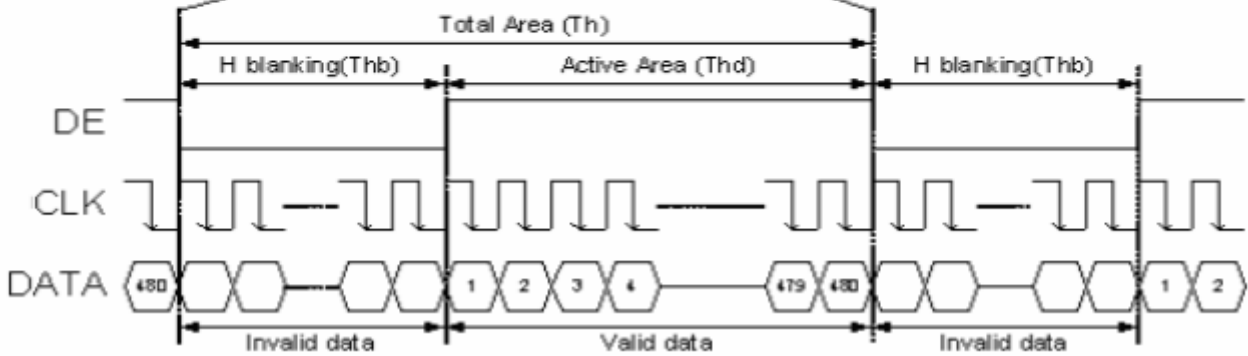 Total Area (Th)
H blanking(Thb) Active Area (Thd) H blanking(Thb)
DE
CLK
DATA 480 1 2 3 4 479 480 1 2
Invalid data Valid data Invalid data